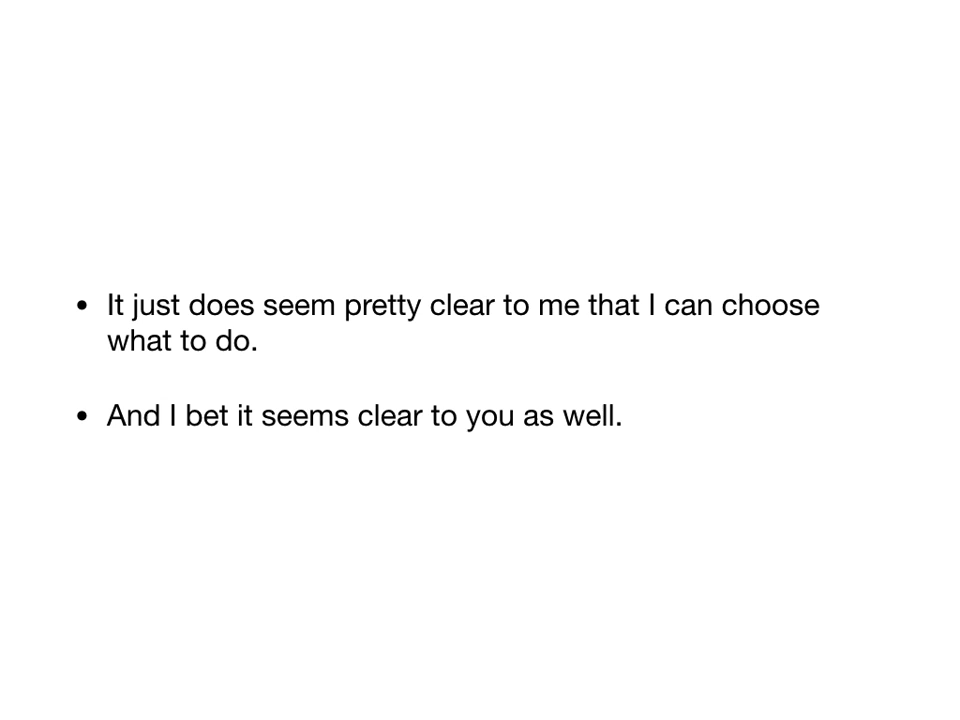 • It just does seem pretty clear to me that I can choose
what to do.
• And I bet it seems clear to you as well.